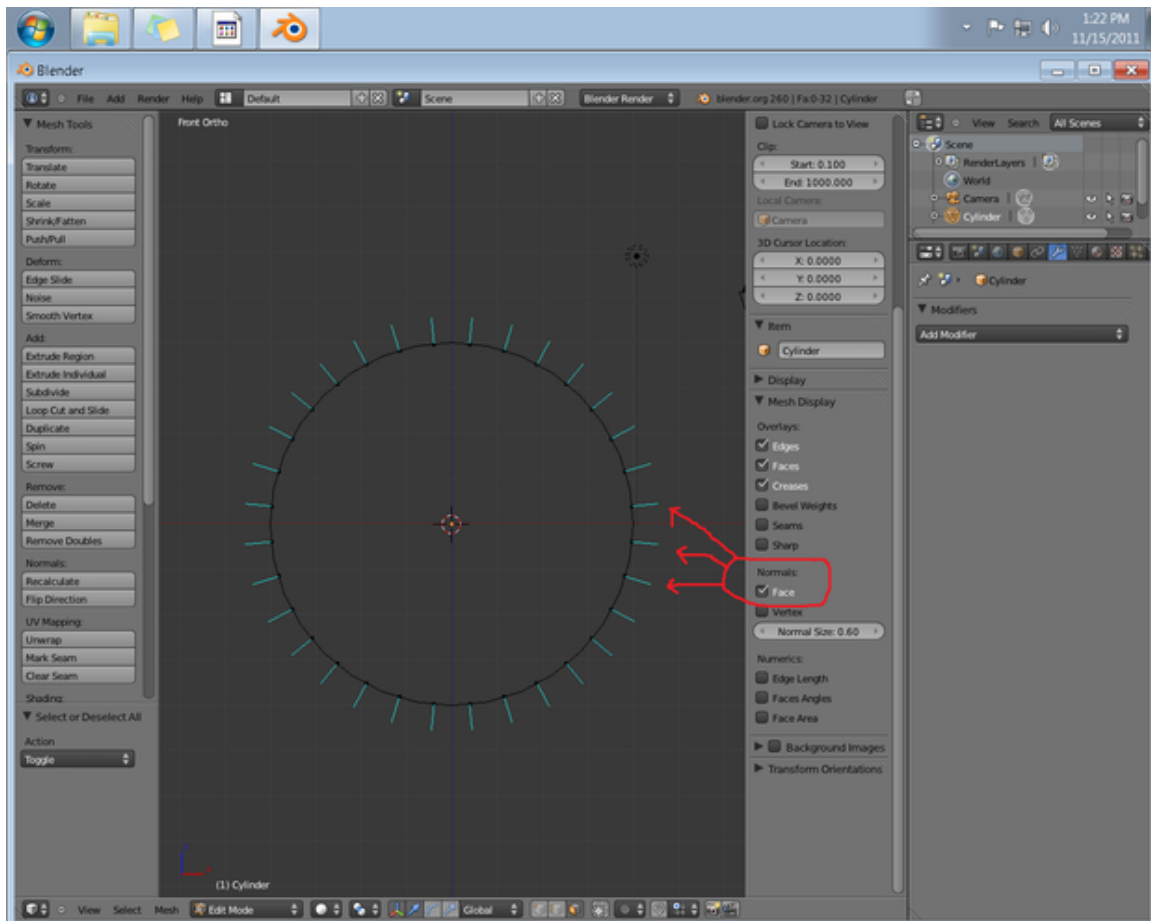 1:22 PM
11/15/2011
Blender
File Add Render Help Default Scene Blender Render blender.org 260 | Fa:0-32 | Cylinder
Mesh Tools
Transform:
Translate
Rotate
Scale
Shrink/Fatten
Push/Pull
Deform:
Edge Slide
Noise
Smooth Vertex
Add:
Extrude Region
Extrude Individual
Subdivide
Loop Cut and Slide
Duplicate
Spin
Screw
Remove:
Delete
Merge
Remove Doubles
Normals:
Recalculate
Flip Direction
UV Mapping:
Unwrap
Mark Seam
Clear Seam
Shading:
Select or Deselect All
Action
Toggle
Front Ortho
(1) Cylinder
Lock Camera to View
Clip:
Start: 0.100
End: 1000.000
Local Camera:
Camera
3D Cursor Location:
X: 0.0000
Y: 0.0000
Z: 0.0000
Item
Cylinder
Display
Mesh Display
Overlays:
Edges
Faces
Creases
Bevel Weights
Seams
Sharp
Normals:
Face
Vertex
Normal Size: 0.60
Numerics:
Edge Length
Faces Angles
Face Area
Background Images
Transform Orientations
View Search All Scenes
Scene
RenderLayers |
World
Camera |
Cylinder |
Cylinder
Modifiers
Add Modifier
View Select Mesh Edit Mode Global